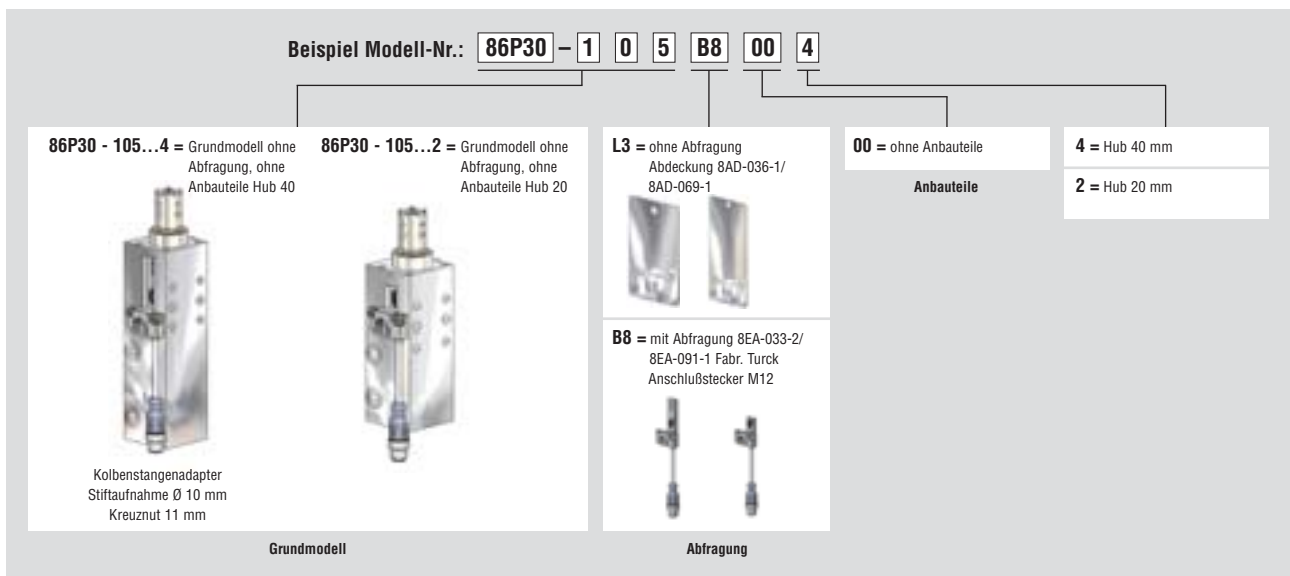 Beispiel Modell-Nr.: 86P30 – 1 0 5 B8 00 4
86P30 - 105...4 = Grundmodell ohne
Abfragung, ohne
Anbauteile Hub 40
86P30 - 105...2 = Grundmodell ohne
Abfragung, ohne
Anbauteile Hub 20
Kolbenstangenadapter
Stiftaufnahme Ø 10 mm
Kreuznut 11 mm
Grundmodell
L3 = ohne Abfragung
Abdeckung 8AD-036-1/
8AD-069-1
B8 = mit Abfragung 8EA-033-2/
8EA-091-1 Fabr. Turck
Anschlußstecker M12
Abfragung
00 = ohne Anbauteile
Anbauteile
4 = Hub 40 mm
2 = Hub 20 mm